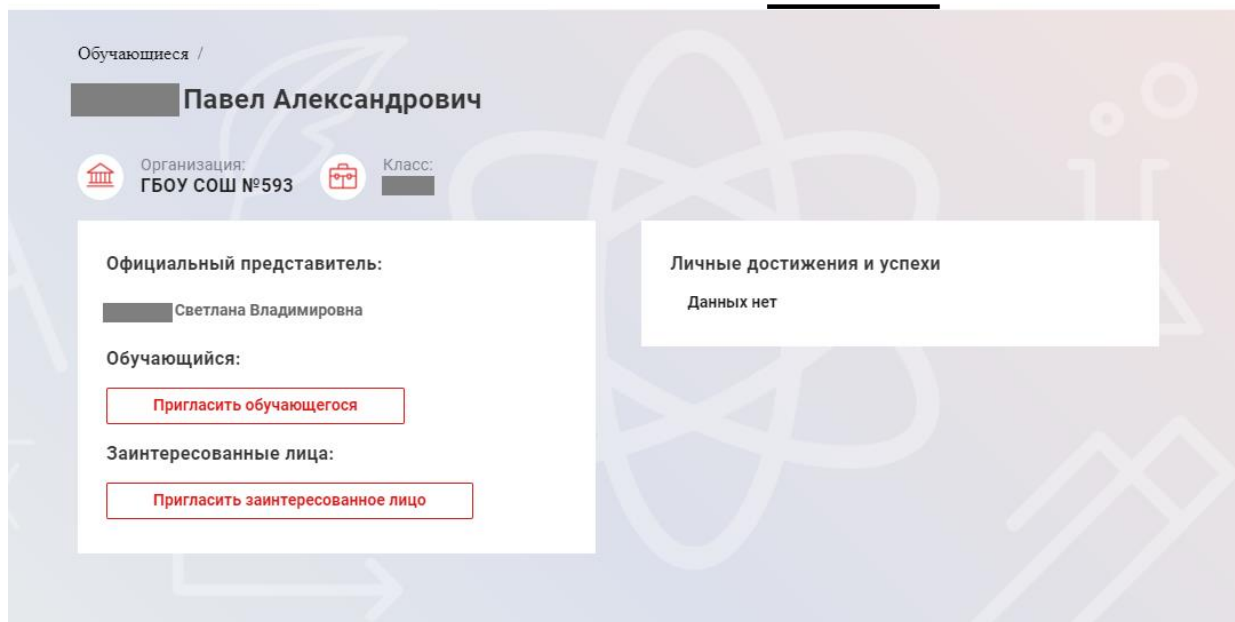 Обучающиеся /
Павел Александрович
Организация:
ГБОУ СОШ №593
Класс:
Официальный представитель:
Светлана Владимировна
Обучающийся:
Пригласить обучающегося
Заинтересованные лица:
Пригласить заинтересованное лицо
Личные достижения и успехи
Данных нет